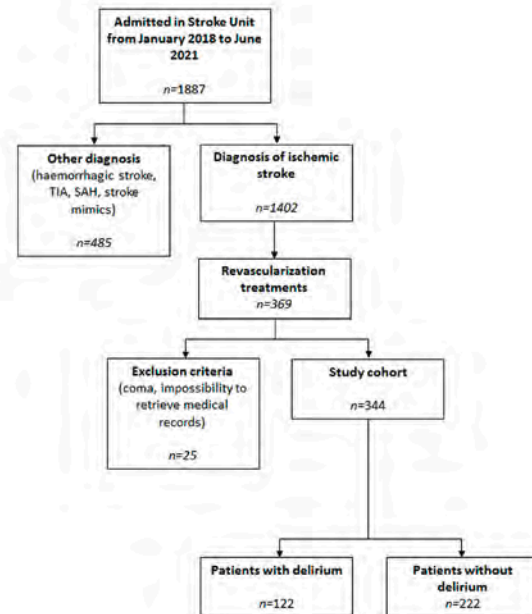 Admitted in Stroke Unit
from January 2018 to June
2021
n=1887
Other diagnosis
(haemorrhagic stroke,
TIA, SAH, stroke
mimics)
n=485
Diagnosis of ischemic
stroke
n=1402
Revascularization
treatments
n=369
Exclusion criteria
(coma, impossibility to
retrieve medical
records)
n=25
Study cohort
n=344
Patients with delirium
n=122
Patients without
delirium
n=222